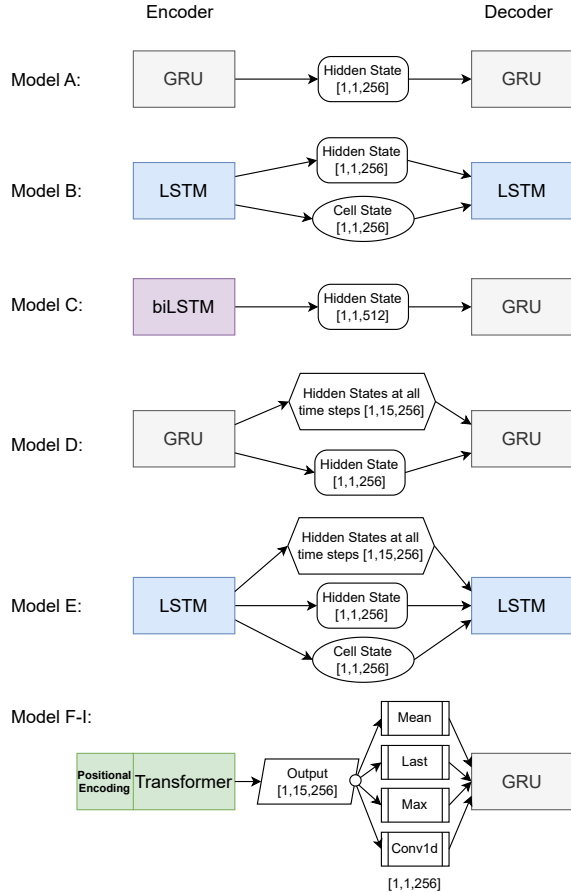 Encoder
Decoder
Model A:
GRU
Hidden State
[1,1,256]
GRU
Model B:
LSTM
Hidden State
[1,1,256]
Cell State
[1,1,256]
LSTM
Model C:
biLSTM
Hidden State
[1,1,512]
GRU
Model D:
GRU
Hidden States at all
time steps [1,15,256]
Hidden State
[1,1,256]
GRU
Model E:
LSTM
Hidden States at all
time steps [1,15,256]
Hidden State
[1,1,256]
Cell State
[1,1,256]
LSTM
Model F-I:
Positional
Encoding
Transformer
Output
[1,15,256]
Mean
Last
Max
Conv1d
[1,1,256]
GRU